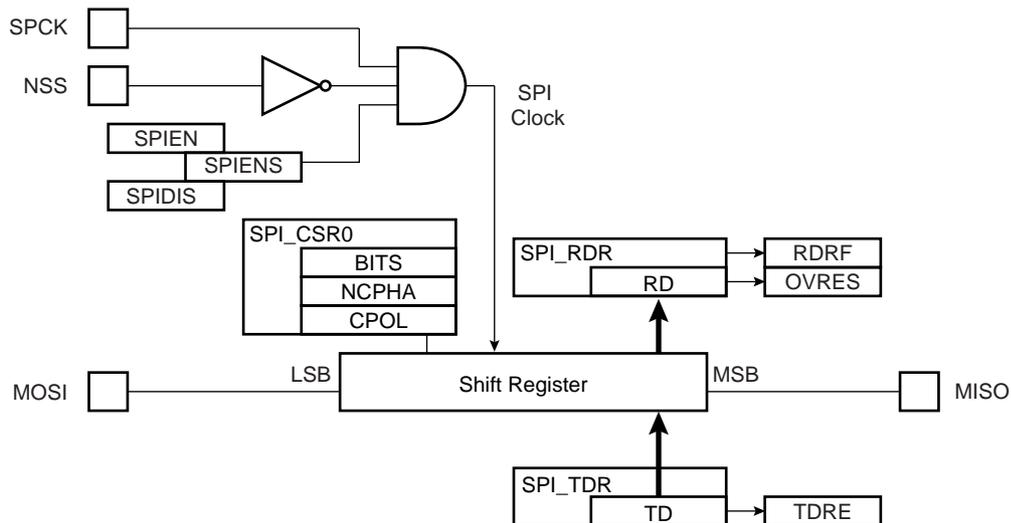 SPCK
NSS
SPI
Clock
SPIEN
SPIENS
SPIDIS
SPI_CSR0
BITS
NCPHA
CPOL
SPI_RDR
RD
RDRF
OVRES
MOSI
LSB
Shift Register
MSB
MISO
SPI_TDR
TD
TDRE